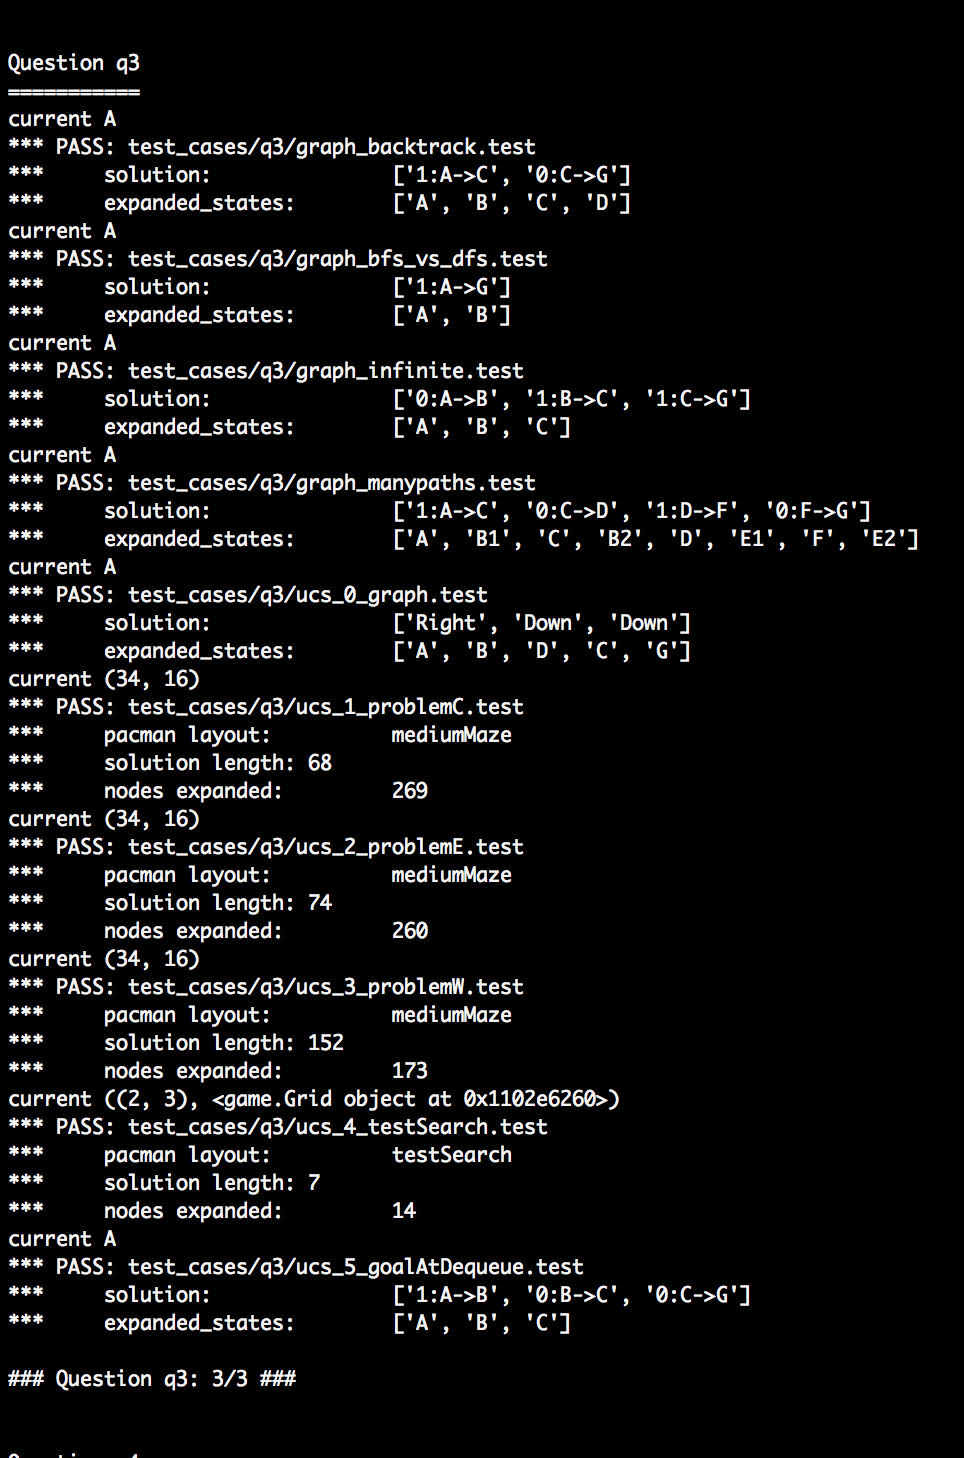 Question q3
===========
current A
*** PASS: test_cases/q3/graph_backtrack.test
***     solution:               ['1:A->C', '0:C->G']
***     expanded_states:        ['A', 'B', 'C', 'D']
current A
*** PASS: test_cases/q3/graph_bfs_vs_dfs.test
***     solution:               ['1:A->G']
***     expanded_states:        ['A', 'B']
current A
*** PASS: test_cases/q3/graph_infinite.test
***     solution:               ['0:A->B', '1:B->C', '1:C->G']
***     expanded_states:        ['A', 'B', 'C']
current A
*** PASS: test_cases/q3/graph_manypaths.test
***     solution:               ['1:A->C', '0:C->D', '1:D->F', '0:F->G']
***     expanded_states:        ['A', 'B1', 'C', 'B2', 'D', 'E1', 'F', 'E2']
current A
*** PASS: test_cases/q3/ucs_0_graph.test
***     solution:               ['Right', 'Down', 'Down']
***     expanded_states:        ['A', 'B', 'D', 'C', 'G']
current (34, 16)
*** PASS: test_cases/q3/ucs_1_problemC.test
***     pacman layout:          mediumMaze
***     solution length: 68
***     nodes expanded:         269
current (34, 16)
*** PASS: test_cases/q3/ucs_2_problemE.test
***     pacman layout:          mediumMaze
***     solution length: 74
***     nodes expanded:         260
current (34, 16)
*** PASS: test_cases/q3/ucs_3_problemW.test
***     pacman layout:          mediumMaze
***     solution length: 152
***     nodes expanded:         173
current ((2, 3), <game.Grid object at 0x1102e6260>)
*** PASS: test_cases/q3/ucs_4_testSearch.test
***     pacman layout:          testSearch
***     solution length: 7
***     nodes expanded:         14
current A
*** PASS: test_cases/q3/ucs_5_goalAtDequeue.test
***     solution:               ['1:A->B', '0:B->C', '0:C->G']
***     expanded_states:        ['A', 'B', 'C']
### Question q3: 3/3 ###